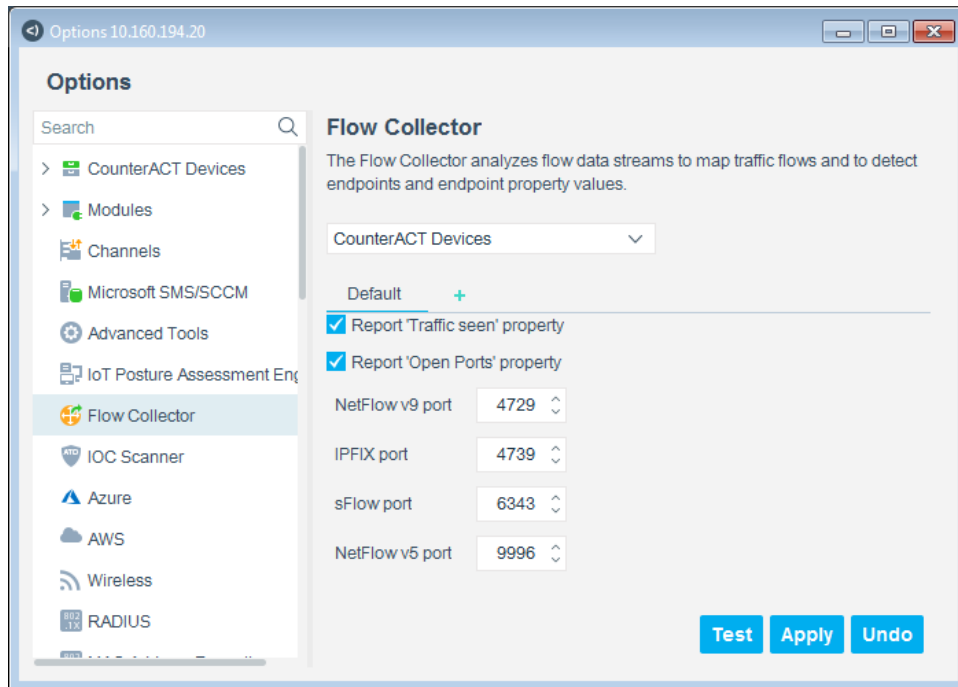 Options 10.160.194.20
Options
Search
CounterACT Devices
Modules
Channels
Microsoft SMS/SCCM
Advanced Tools
IoT Posture Assessment Eng
Flow Collector
ATD
IOC Scanner
Azure
AWS
Wireless
802
.1X
RADIUS
Flow Collector
The Flow Collector analyzes flow data streams to map traffic flows and to detect
endpoints and endpoint property values.
CounterACT Devices
Default +
Report 'Traffic seen' property
Report 'Open Ports' property
NetFlow v9 port 4729
IPFIX port 4739
sFlow port 6343
NetFlow v5 port 9996
Test Apply Undo